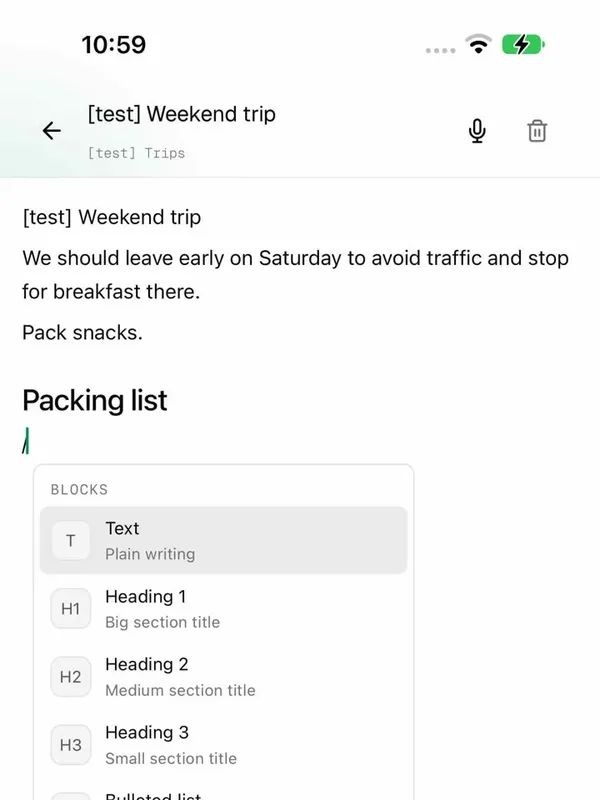 10:59
[test] Weekend trip
[test] Trips
[test] Weekend trip
We should leave early on Saturday to avoid traffic and stop
for breakfast there.
Pack snacks.
Packing list
/
BLOCKS
T
Text
Plain writing
H1
Heading 1
Big section title
H2
Heading 2
Medium section title
H3
Heading 3
Small section title
Bulleted list